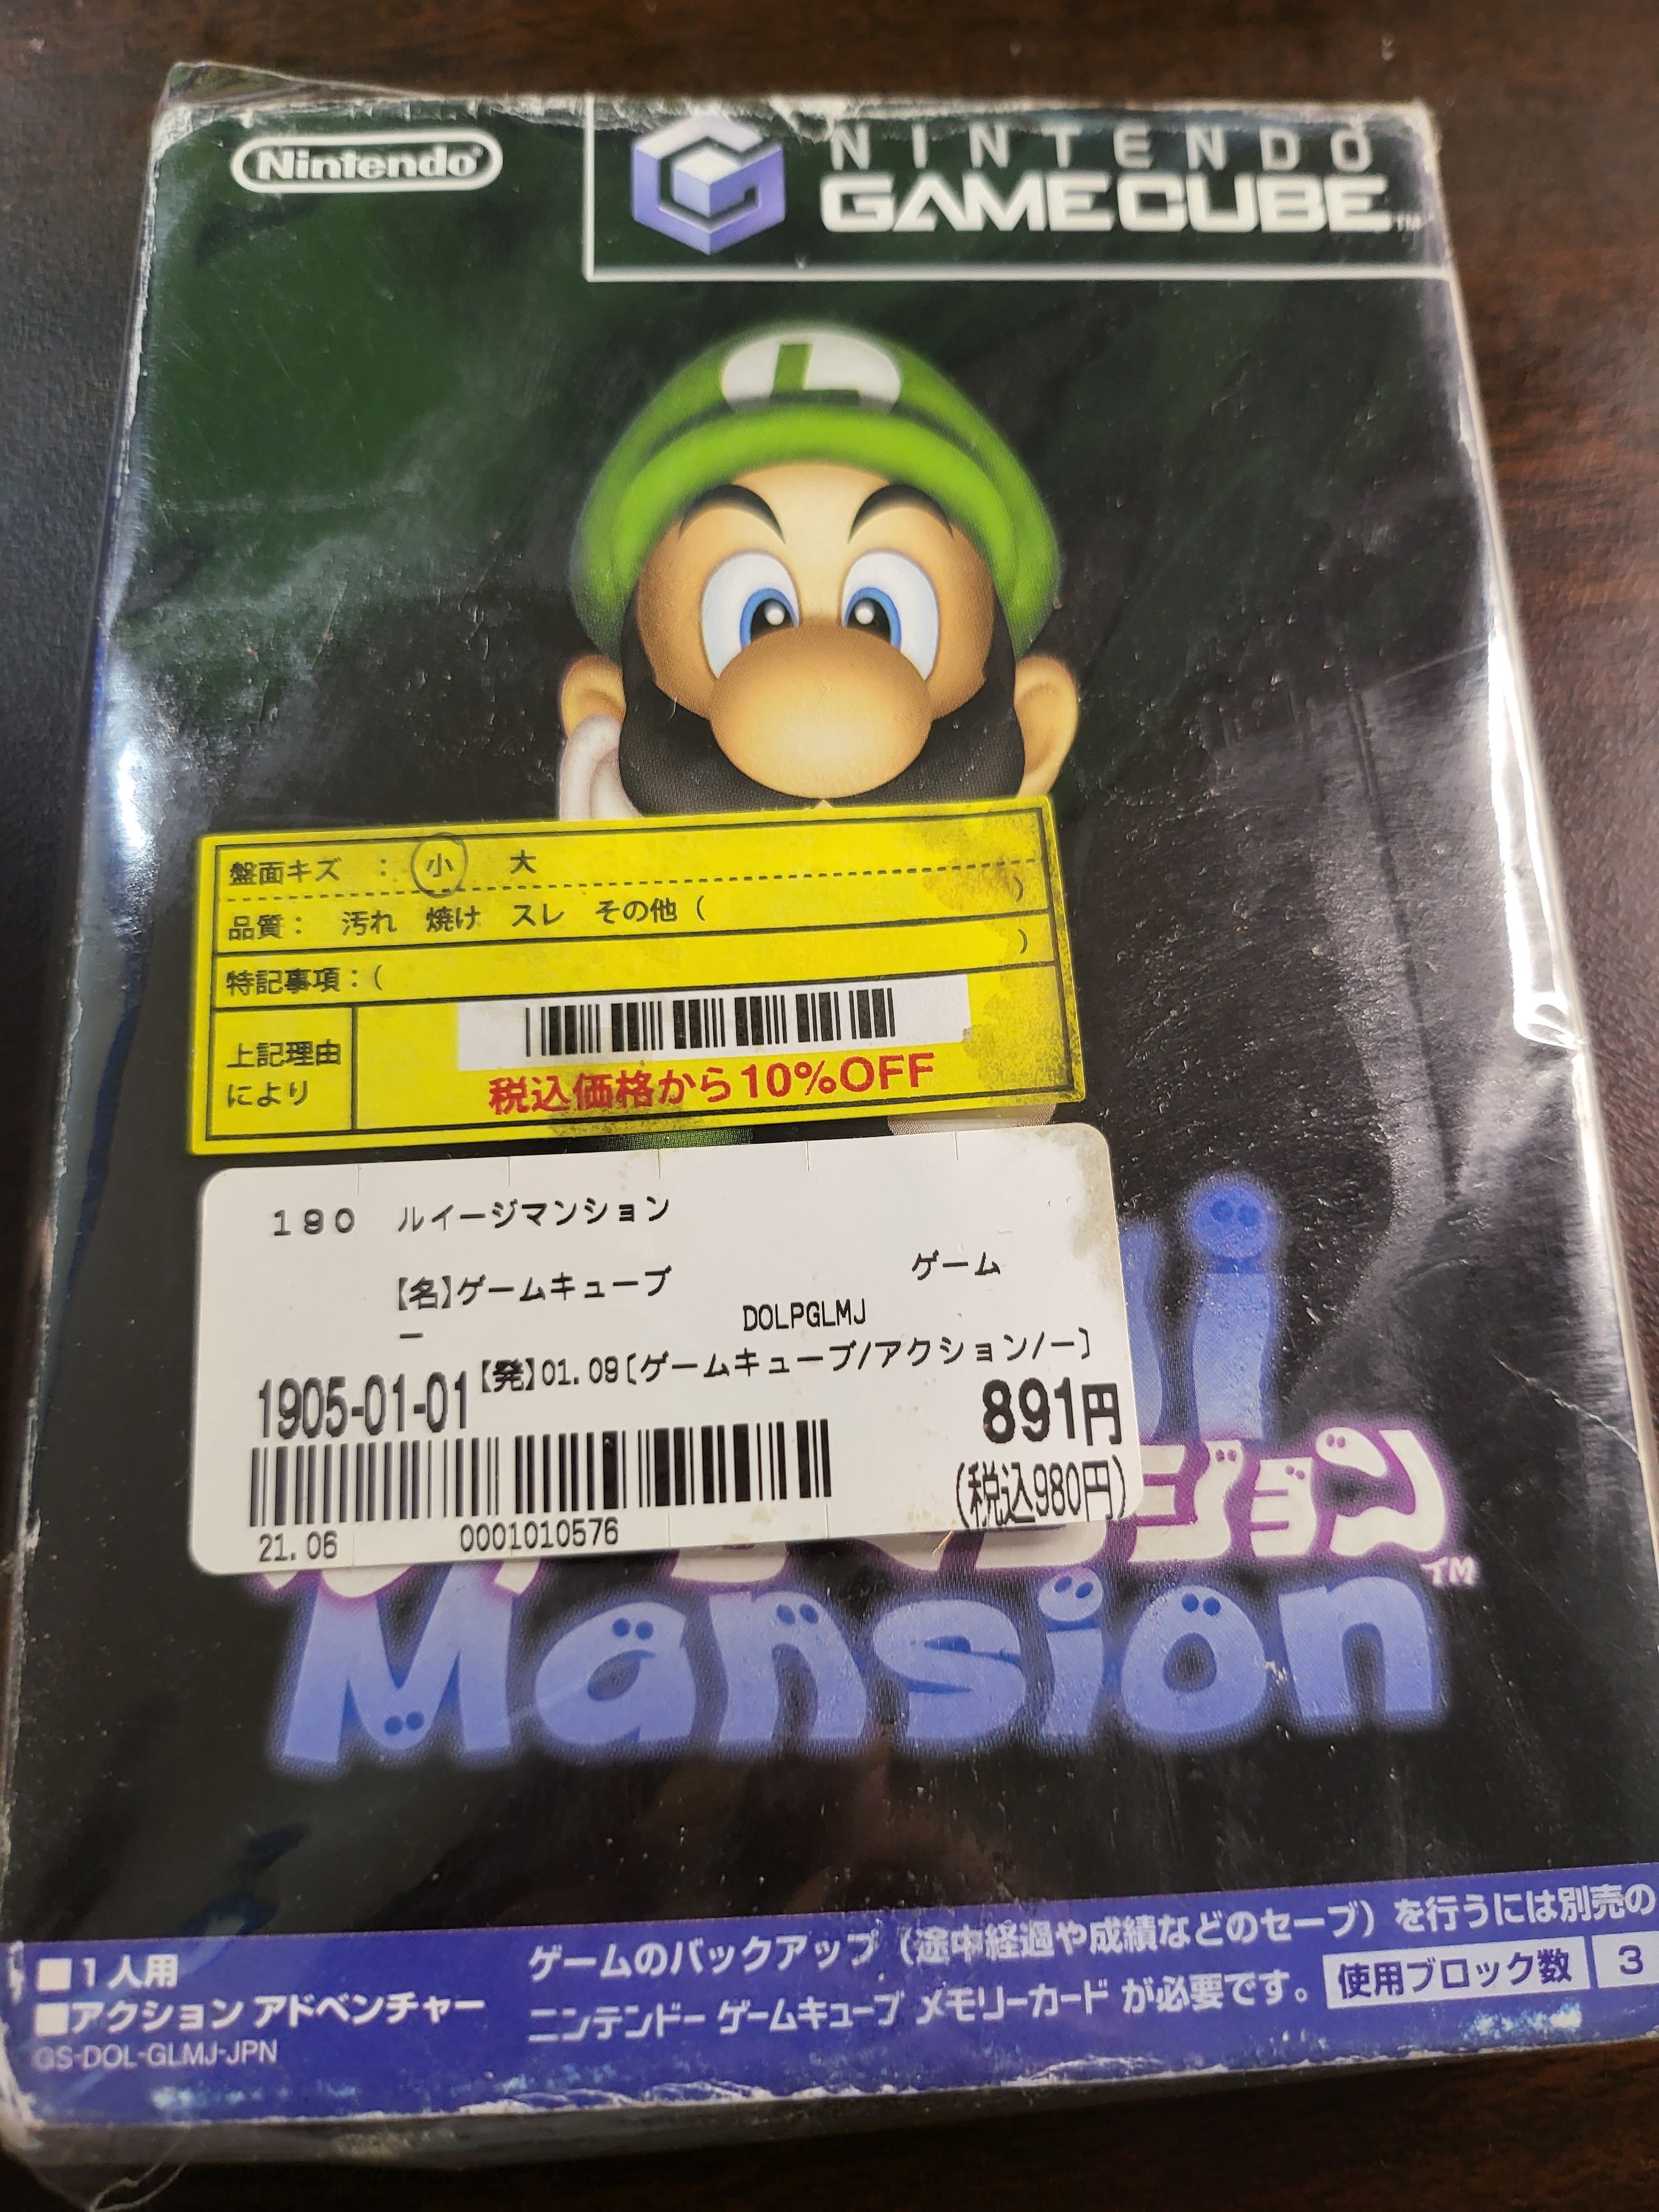 Nintendo®
NINTENDO
GAMECUBE™
L
盤面キズ : 小 大
品質: 汚れ 焼け スレ その他( )
特記事項:( )
上記理由
により
税込価格から10%OFF
190 ルイージマンション
【名】ゲームキューブ ゲーム
ー DOLPGLMJ
1905-01-01【発】01.09〔ゲームキューブ/アクション/ー〕
891円
(税込980円)
21.06 0001010576
i
ション
Mansion™
■1人用
■アクション アドベンチャー
GS-DOL-GLMJ-JPN
ゲームのバックアップ(途中経過や成績などのセーブ)を行うには別売の
ニンテンドー ゲームキューブ メモリーカード が必要です。 使用ブロック数 3